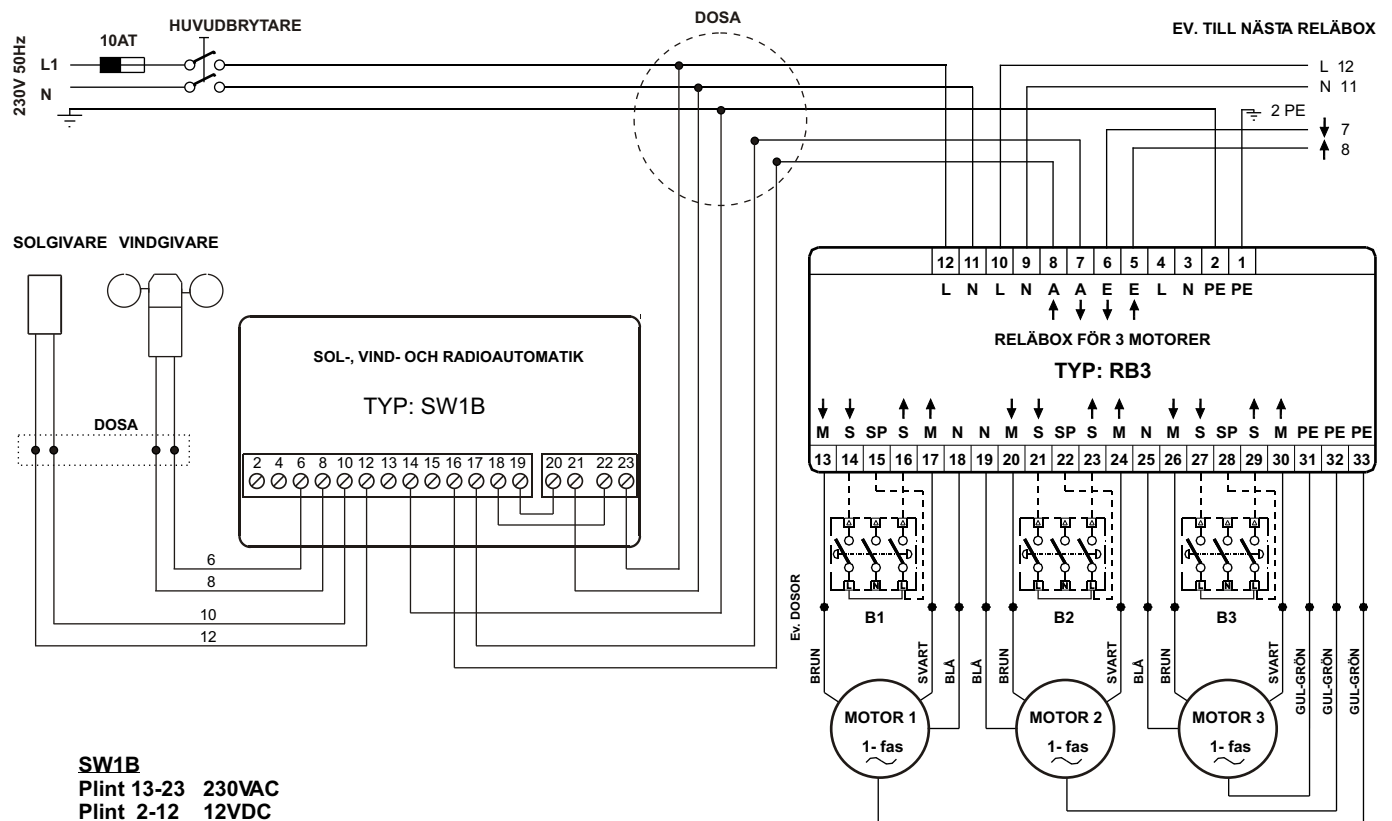 HUVUDBRYTARE
DOSA
EV. TILL NÄSTA RELÄBOX
230V 50Hz
10AT
L1
N
L 12
N 11
2 PE
7
8
SOLGIVARE VINDGIVARE
12 11 10 9 8 7 6 5 4 3 2 1
L N L N A A E E L N PE PE
RELÄBOX FÖR 3 MOTORER
TYP: RB3
SOL-, VIND- OCH RADIOAUTOMATIK
TYP: SW1B
DOSA
2 4 6 8 10 12 13 14 15 16 17 18 19 20 21 22 23
M S SP S M N N M S SP S M N M S SP S M PE PE PE
13 14 15 16 17 18 19 20 21 22 23 24 25 26 27 28 29 30 31 32 33
6
8
10
12
L N L
L N L
L N L
Ev. DOSOR
B1
B2
B3
BRUN
SVART
BLÅ
BLÅ
BRUN
SVART
BLÅ
BRUN
SVART
GUL-GRÖN
GUL-GRÖN
GUL-GRÖN
MOTOR 1
1- fas
MOTOR 2
1- fas
MOTOR 3
1- fas
SW1B
Plint 13-23 230VAC
Plint 2-12 12VDC